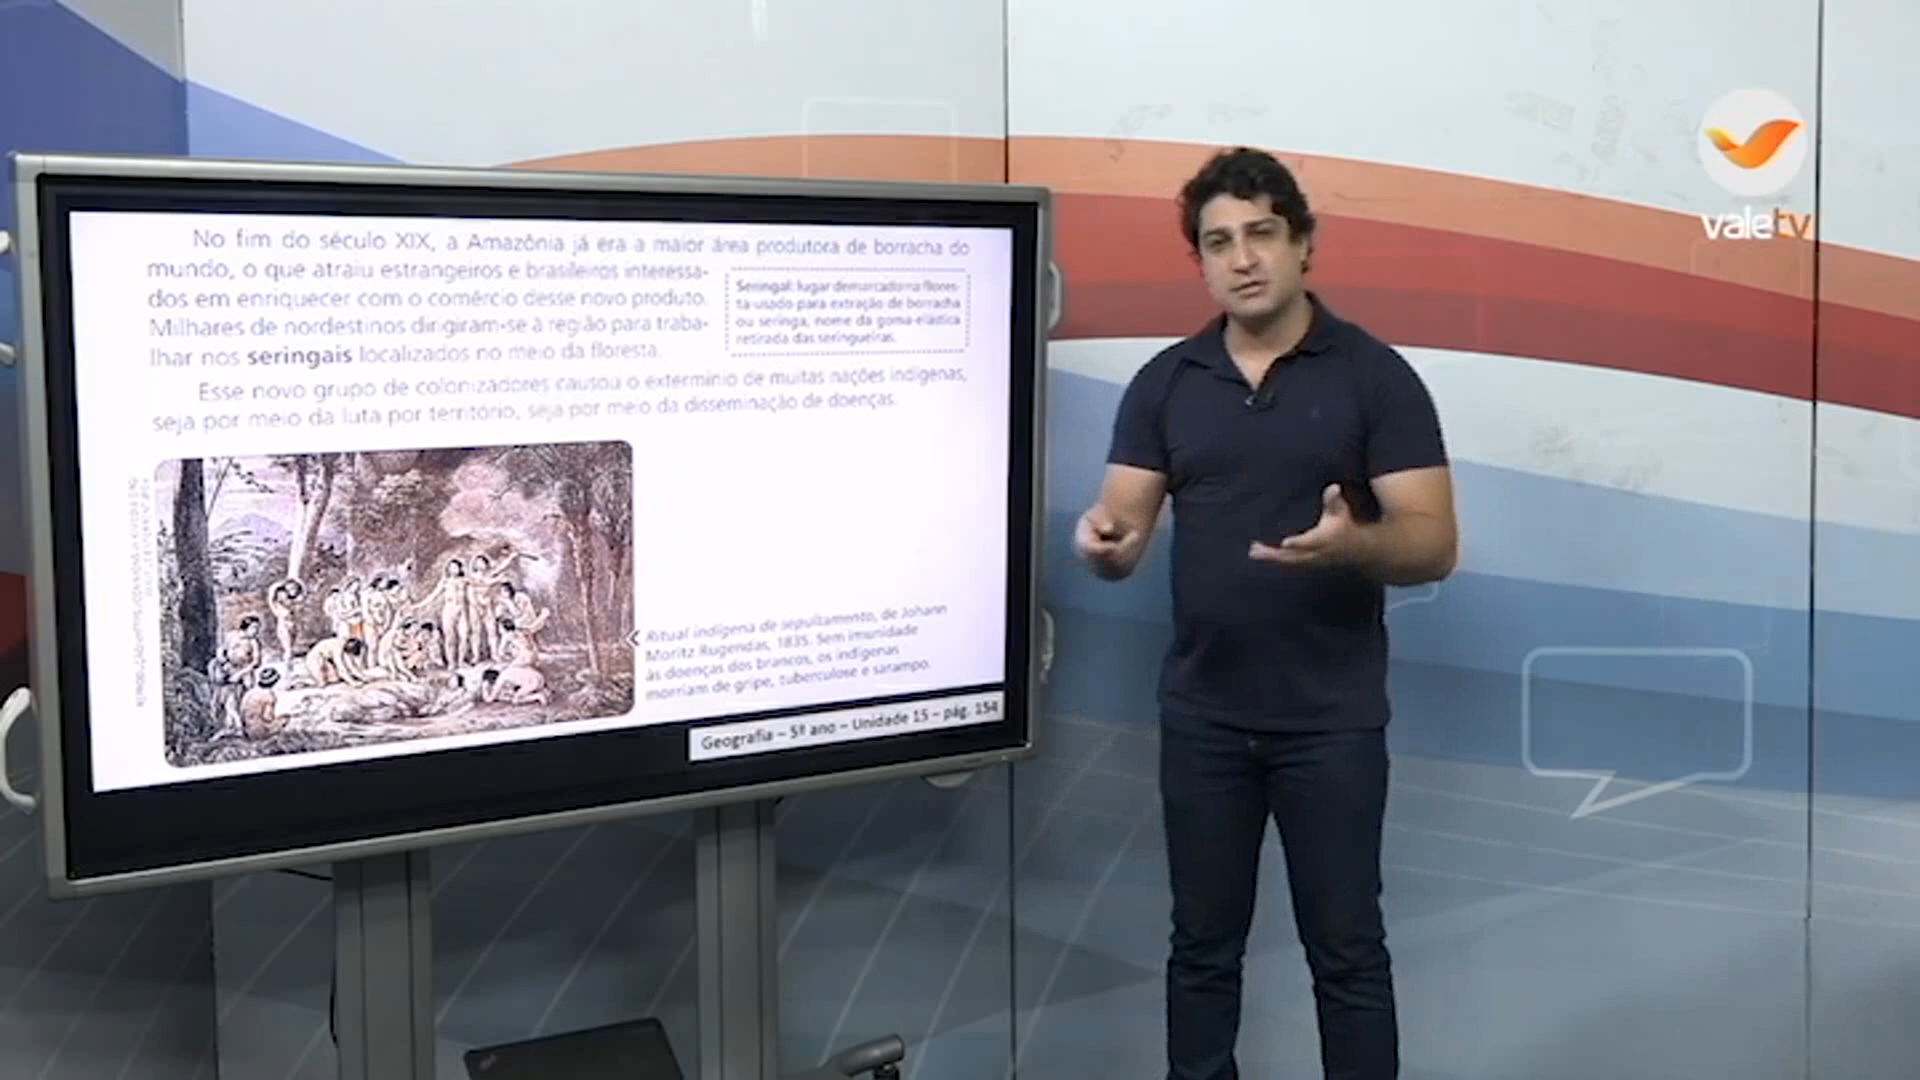 No fim do século XIX, a Amazônia já era a maior área produtora de borracha do
mundo, o que atraiu estrangeiros e brasileiros interessa-
dos em enriquecer com o comércio desse novo produto.
Milhares de nordestinos dirigiram-se à região para traba-
lhar nos seringais localizados no meio da floresta.
Seringal: lugar demarcado na flores-
ta usado para extração de borracha
ou seringa, nome da goma elástica
retirada das seringueiras.
Esse novo grupo de colonizadores causou o extermínio de muitas nações indígenas,
seja por meio da luta por território, seja por meio da disseminação de doenças.
Ritual indígena de sepultamento, de Johann
Moritz Rugendas, 1835. Sem imunidade
às doenças dos brancos, os indígenas
morriam de gripe, tuberculose e sarampo.
Geografia – 5º ano – Unidade 15 – pág. 154
valetv